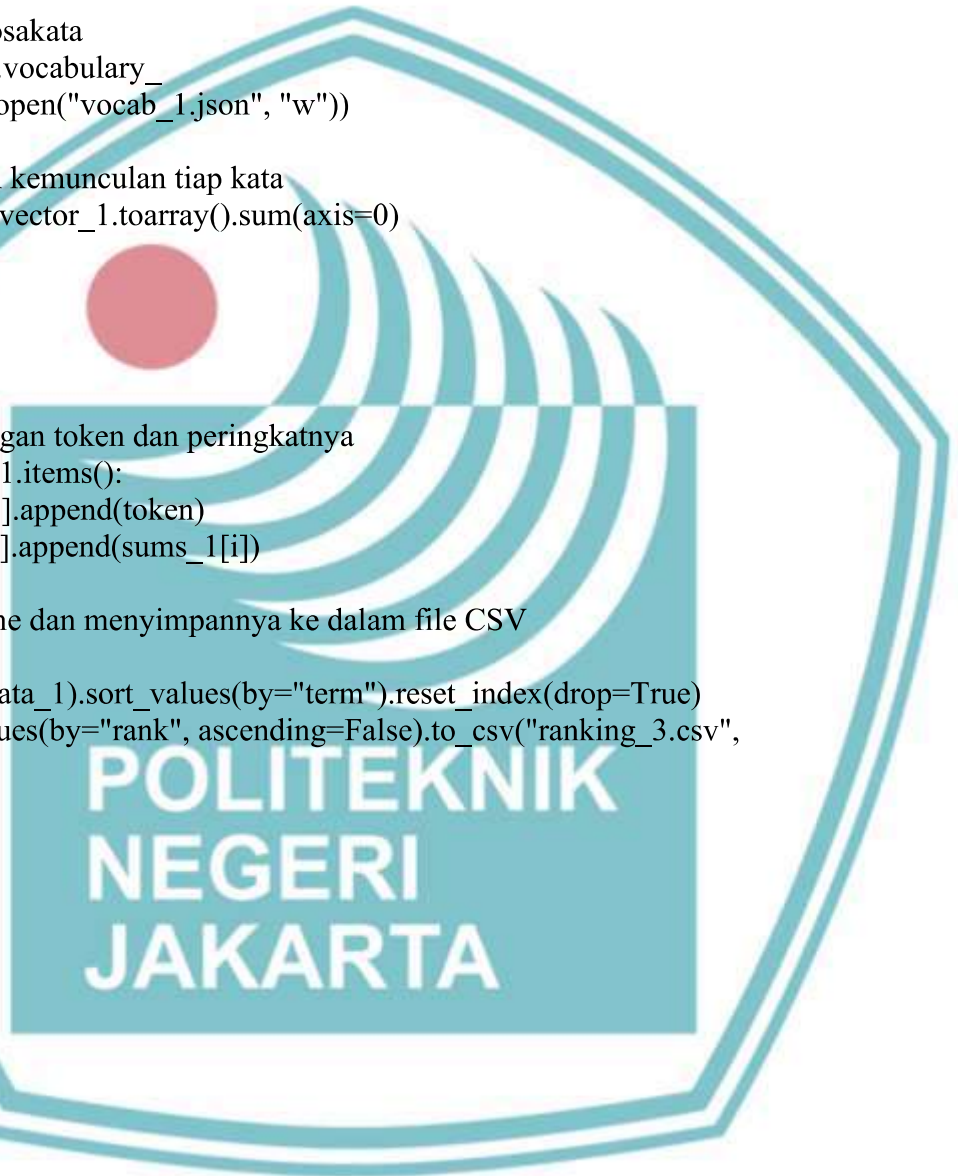 osakata
.vocabulary_
open("vocab_1.json", "w"))
kemunculan tiap kata
vector_1.toarray().sum(axis=0)
gan token dan peringkatnya
1.items():
].append(token)
].append(sums_1[i])
me dan menyimpannya ke dalam file CSV
ata_1).sort_values(by="term").reset_index(drop=True)
ues(by="rank", ascending=False).to_csv("ranking_3.csv",
POLITEKNIK
NEGERI
JAKARTA